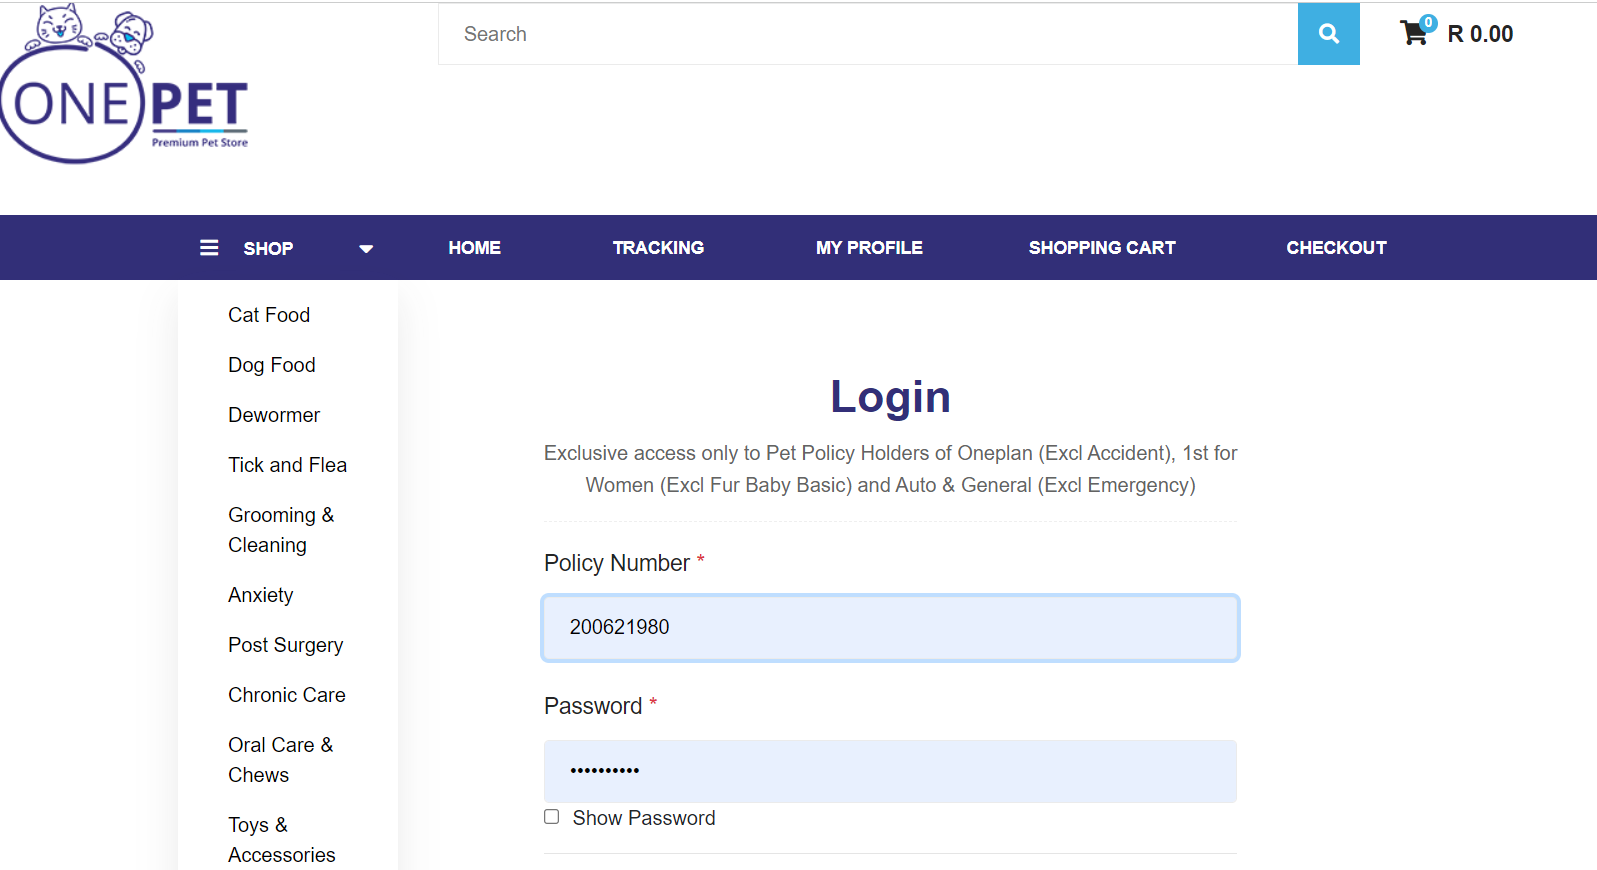 ONE PET
Premium Pet Store
Search
0
R 0.00
SHOP
HOME
TRACKING
MY PROFILE
SHOPPING CART
CHECKOUT
Cat Food
Dog Food
Dewormer
Tick and Flea
Grooming &
Cleaning
Anxiety
Post Surgery
Chronic Care
Oral Care &
Chews
Toys &
Accessories
Login
Exclusive access only to Pet Policy Holders of Oneplan (Excl Accident), 1st for
Women (Excl Fur Baby Basic) and Auto & General (Excl Emergency)
Policy Number *
200621980
Password *
••••••••••
Show Password